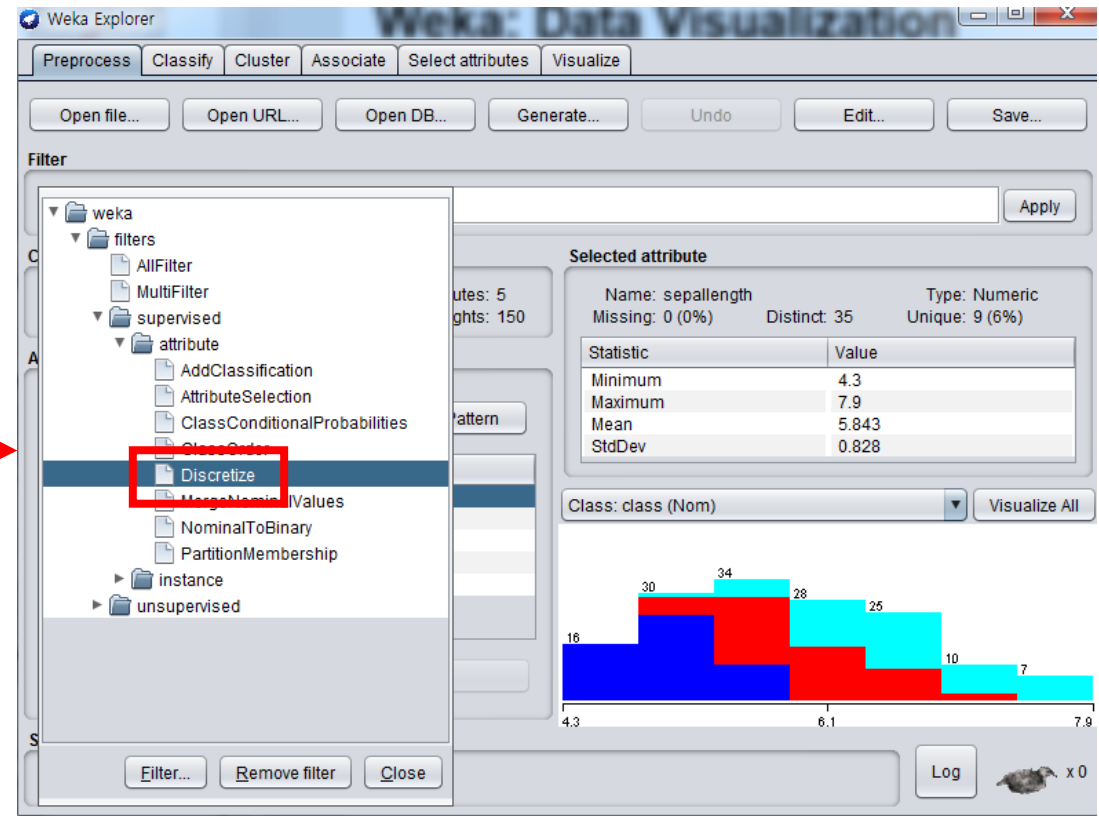 Weka: Data Visualization
Weka Explorer
Preprocess Classify Cluster Associate Select attributes Visualize
Open file... Open URL... Open DB... Generate... Undo Edit... Save...
Filter
Apply
weka
filters
AllFilter
MultiFilter
supervised
attribute
AddClassification
AttributeSelection
ClassConditionalProbabilities
ClassOrder
Discretize
MergeNominalValues
NominalToBinary
PartitionMembership
instance
unsupervised
Filter... Remove filter Close
C
utes: 5
ghts: 150
A
Pattern
S
Selected attribute
Name: sepallength Type: Numeric
Missing: 0 (0%) Distinct: 35 Unique: 9 (6%)
Statistic Value
Minimum 4.3
Maximum 7.9
Mean 5.843
StdDev 0.828
Class: class (Nom) Visualize All
16 30 34 28 25 10 7
4.3 6.1 7.9
Log x 0